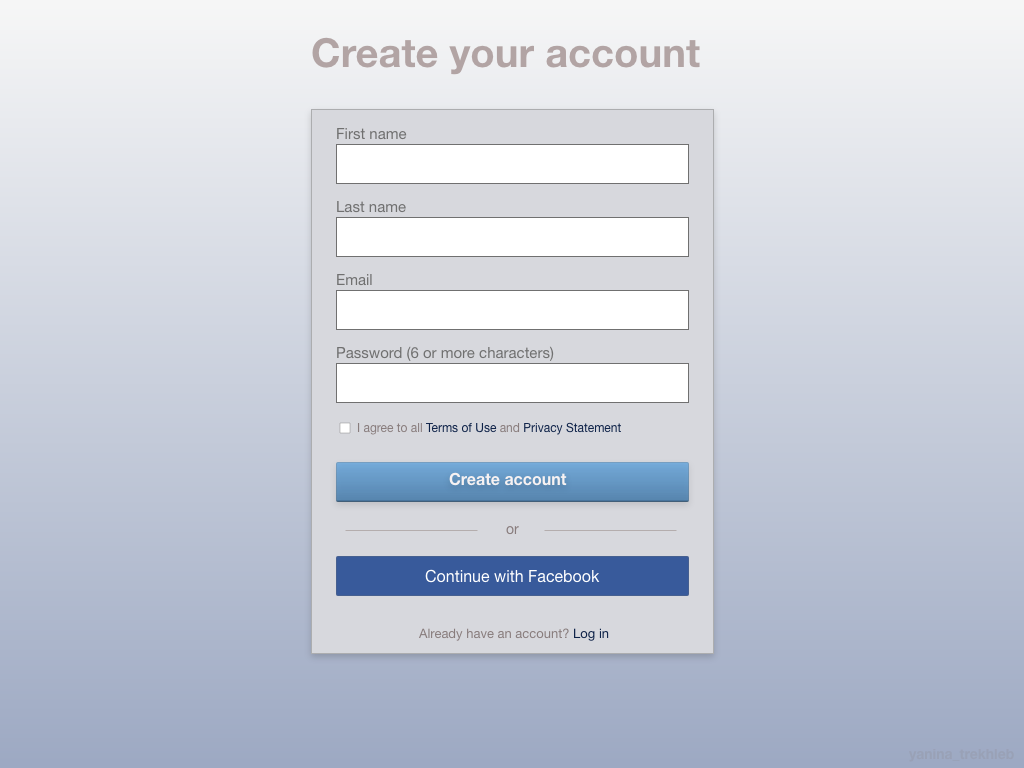 Create your account
First name
Last name
Email
Password (6 or more characters)
I agree to all Terms of Use and Privacy Statement
Create account
or
Continue with Facebook
Already have an account? Log in
yanina_trekhleb